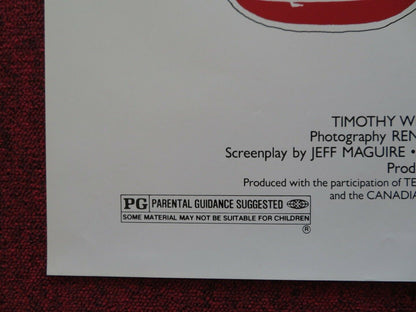 TIMOTHY W
Photography REN
Screenplay by JEFF MAGUIRE •
Prod
Produced with the participation of TE
and the CANADIA
PG PARENTAL GUIDANCE SUGGESTED
SOME MATERIAL MAY NOT BE SUITABLE FOR CHILDREN
®